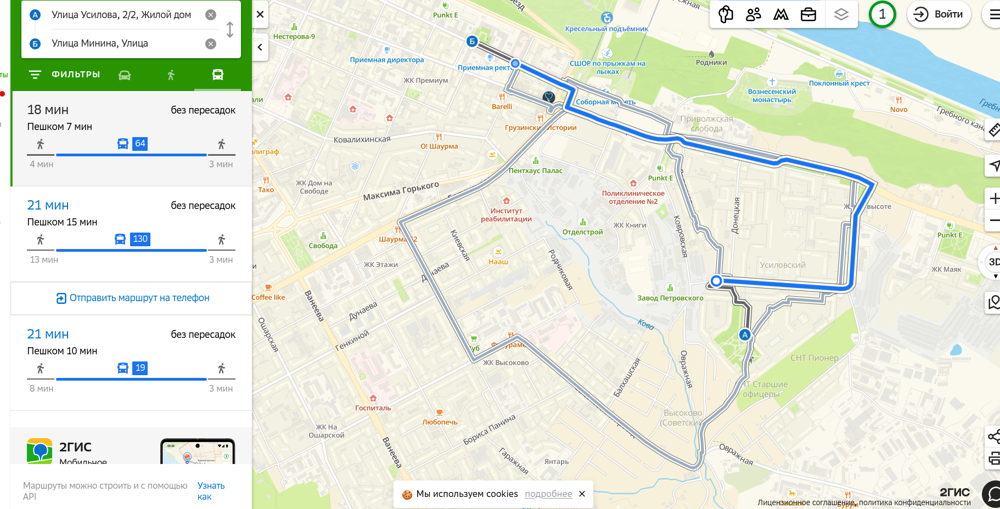 Улица Усилова, 2/2, Жилой дом
Улица Минина, Улица
ФИЛЬТРЫ
ты
18 мин
без пересадок
Пешком 7 мин
64
4 мин
3 мин
21 мин
без пересадок
Пешком 15 мин
130
13 мин
3 мин
Отправить маршрут на телефон
21 мин
без пересадок
Пешком 10 мин
19
8 мин
3 мин
2ГИС
Мобильное
09:30
Маршруты можно строить и с помощью
API
Узнать
как
Punkt E
Нестерова-9
Приемная директора
Б
Приемная ректо
ЖК Премиум
Кресельный подъёмник
СШОР по прыжкам на
лыжах
Родники
Вознесенский
монастырь
Поклонный крест
Novo
Гребного кана
Гребн
Barelli
Соборная мечеть
Грузинские Истории
Приволжская
слобода
Ковалихинская
О! Шаурма
олиграф
Тако
ЖК Дом на
Свободе
Максима Горького
Пентхаус Палас
Punkt E
Поликлиническое
отделение №2
Институт
реабилитации
Отделстрой
ЖК Книги
Ковровская
Донецкая
высоте
Punkt E
ЖК Маяк
Усиловский
Свобода
Киевская
Нааш
ЖК Этажи
Дунаева
Родниковая
Завод Петровского
Coffee like
Ванеева
Дунаева
Ошарская
Генкиной
Кова
А
ЖК Высоково
Балхашская
Овражная
СНТ Пионер
СНТ Старшие
офицеры
Госпиталь
Любопечь
Высоково
(Советский
ЖК На
Ошарской
Бориса Панина
Ванеева
Гаражная
Янтарь
Овражная
1
Войти
3D
Мы используем cookies
подробнее
2ГИС
Лицензионное соглашение, политика конфиденциальности